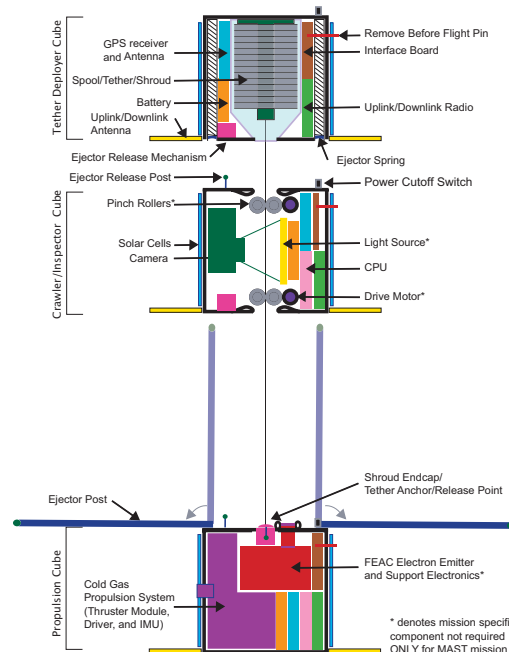 Tether Deployer Cube
GPS receiver
and Antenna
Spool/Tether/Shroud
Battery
Uplink/Downlink
Antenna
Ejector Release Mechanism
Remove Before Flight Pin
Interface Board
Uplink/Downlink Radio
Ejector Spring
Crawler/Inspector Cube
Ejector Release Post
Pinch Rollers*
Solar Cells
Camera
Power Cutoff Switch
Light Source*
CPU
Drive Motor*
Shroud Endcap/
Tether Anchor/Release Point
Ejector Post
Propulsion Cube
Cold Gas
Propulsion System
(Thruster Module,
Driver, and IMU)
FEAC Electron Emitter
and Support Electronics*
* denotes mission specifi
component not required
ONLY for MAST mission